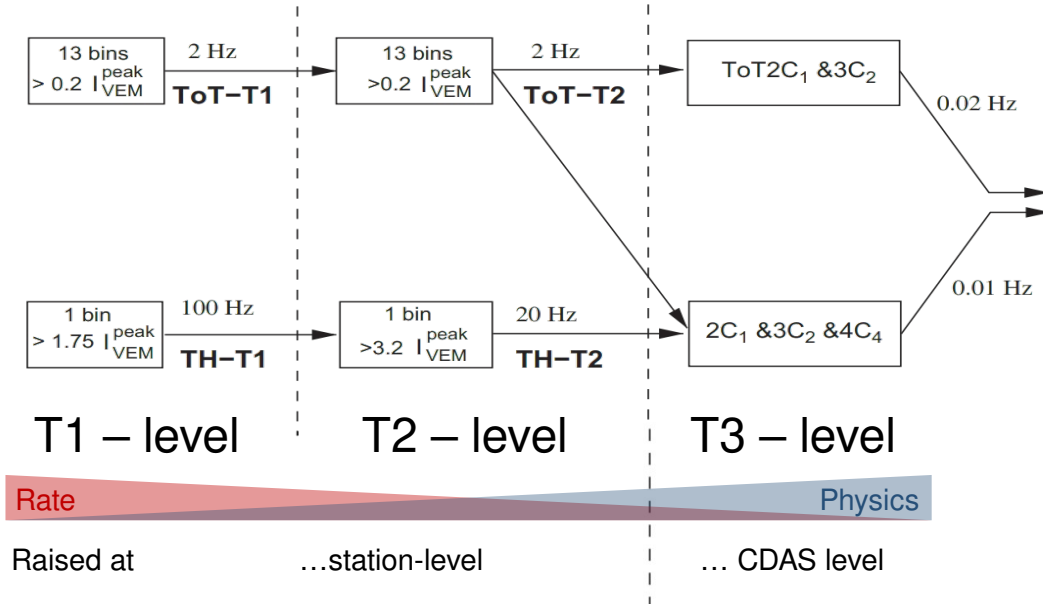 13 bins
> 0.2 I_VEM^peak
2 Hz
ToT−T1
13 bins
>0.2 I_VEM^peak
2 Hz
ToT−T2
ToT2C₁ &3C₂
0.02 Hz
1 bin
> 1.75 I_VEM^peak
100 Hz
TH−T1
1 bin
>3.2 I_VEM^peak
20 Hz
TH−T2
2C₁ &3C₂ &4C₄
0.01 Hz
T1 – level
T2 – level
T3 – level
Rate
Physics
Raised at
…station-level
… CDAS level